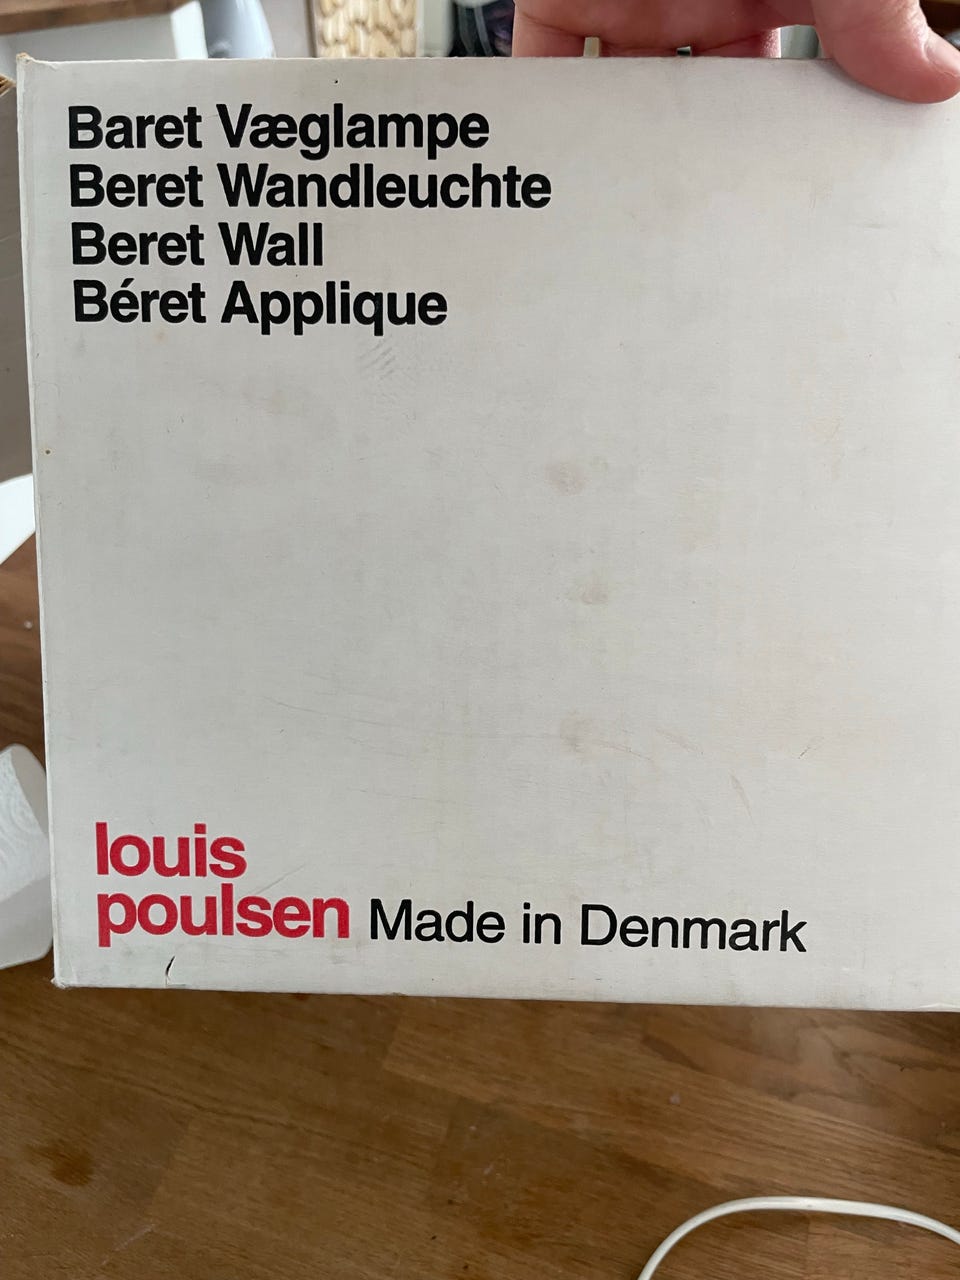 Baret Væglampe
Beret Wandleuchte
Beret Wall
Béret Applique
louis
poulsen Made in Denmark